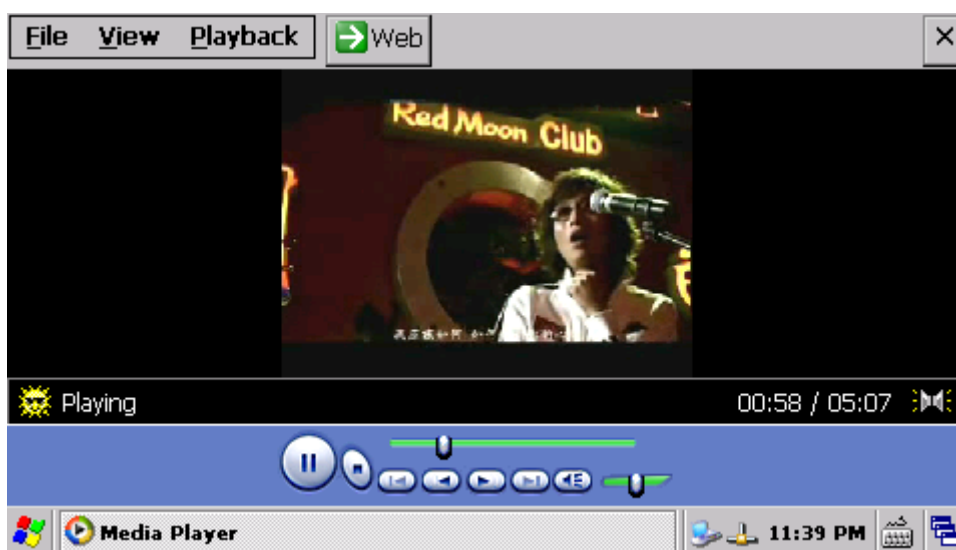 File View Playback Web
Red Moon Club
Playing 00:58 / 05:07
Media Player 11:39 PM